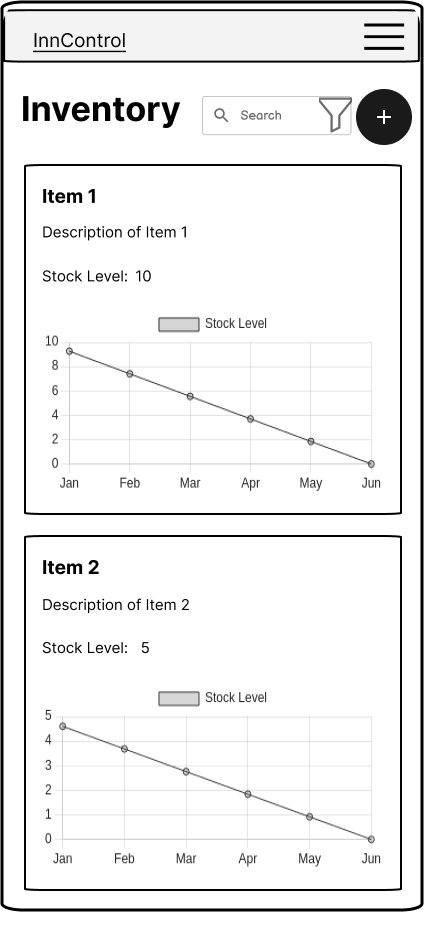 InnControl
Inventory
Search
+
Item 1
Description of Item 1
Stock Level: 10
Stock Level
10
8
6
4
2
0
Jan Feb Mar Apr May Jun
Item 2
Description of Item 2
Stock Level: 5
Stock Level
5
4
3
2
1
0
Jan Feb Mar Apr May Jun